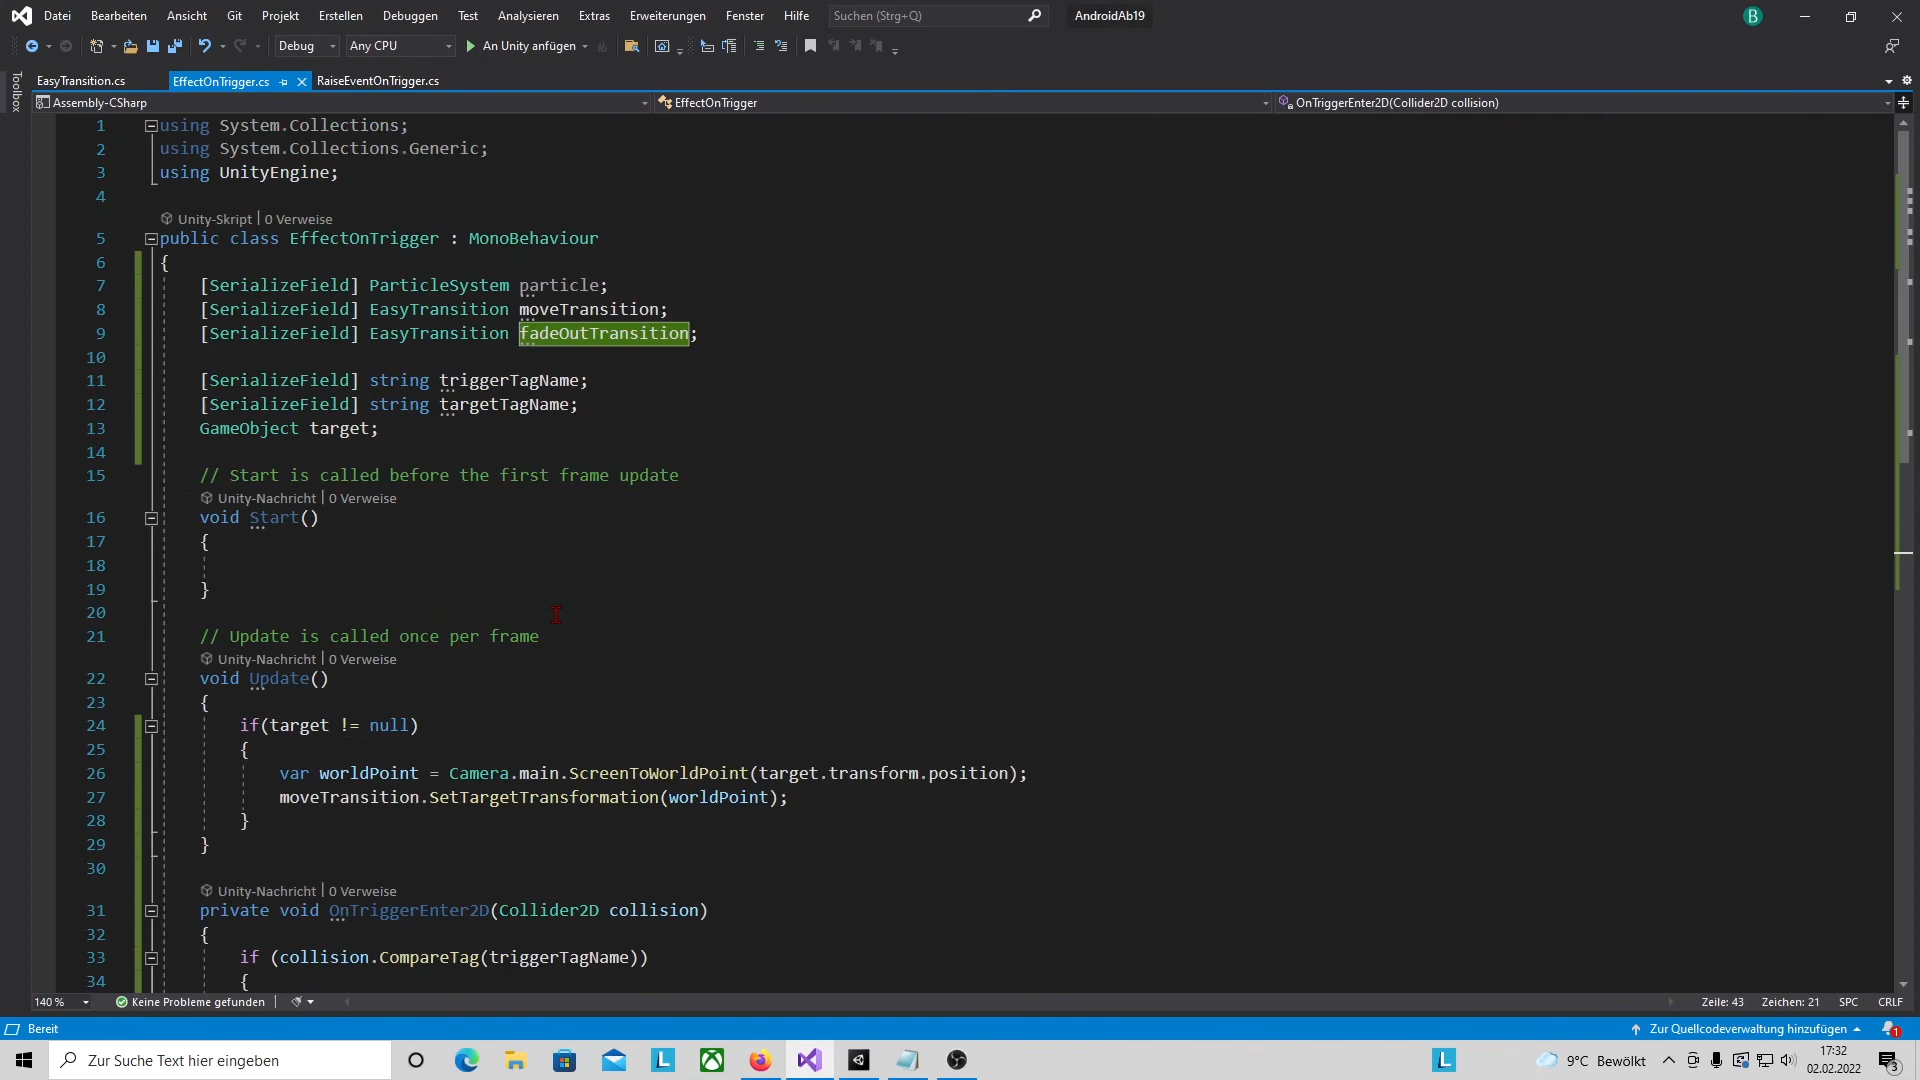 Datei Bearbeiten Ansicht Git Projekt Erstellen Debuggen Test Analysieren Extras Erweiterungen Fenster Hilfe Suchen (Strg+Q) AndroidAb19 B
Debug Any CPU An Unity anfügen
EasyTransition.cs EffectOnTrigger.cs RaiseEventOnTrigger.cs
Toolbox
Assembly-CSharp EffectOnTrigger OnTriggerEnter2D(Collider2D collision)
1 using System.Collections;
2 using System.Collections.Generic;
3 using UnityEngine;
4
Unity-Skript | 0 Verweise
5 public class EffectOnTrigger : MonoBehaviour
6 {
7 [SerializeField] ParticleSystem particle;
8 [SerializeField] EasyTransition moveTransition;
9 [SerializeField] EasyTransition fadeOutTransition;
10
11 [SerializeField] string triggerTagName;
12 [SerializeField] string targetTagName;
13 GameObject target;
14
15 // Start is called before the first frame update
Unity-Nachricht | 0 Verweise
16 void Start()
17 {
18
19 }
20
21 // Update is called once per frame
Unity-Nachricht | 0 Verweise
22 void Update()
23 {
24 if(target != null)
25 {
26 var worldPoint = Camera.main.ScreenToWorldPoint(target.transform.position);
27 moveTransition.SetTargetTransformation(worldPoint);
28 }
29 }
30
Unity-Nachricht | 0 Verweise
31 private void OnTriggerEnter2D(Collider2D collision)
32 {
33 if (collision.CompareTag(triggerTagName))
34 {
140 % Keine Probleme gefunden Zeile: 43 Zeichen: 21 SPC CRLF
Bereit Zur Quellcodeverwaltung hinzufügen 1
Zur Suche Text hier eingeben L L 9°C Bewölkt 17:32
02.02.2022 3